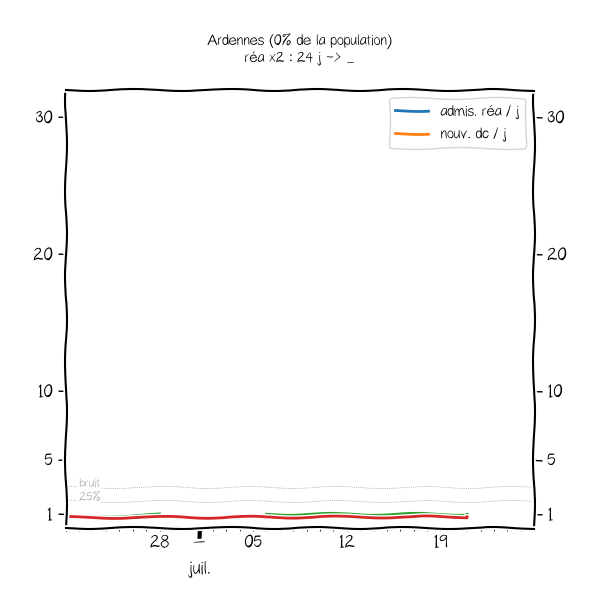 Ardennes (0% de la population)
réa x2 : 24 j -> _
admis. réa / j
nouv. dc / j
30
30
20
20
10
10
5
5
bruit
25%
1
1
28
05
12
19
juil.